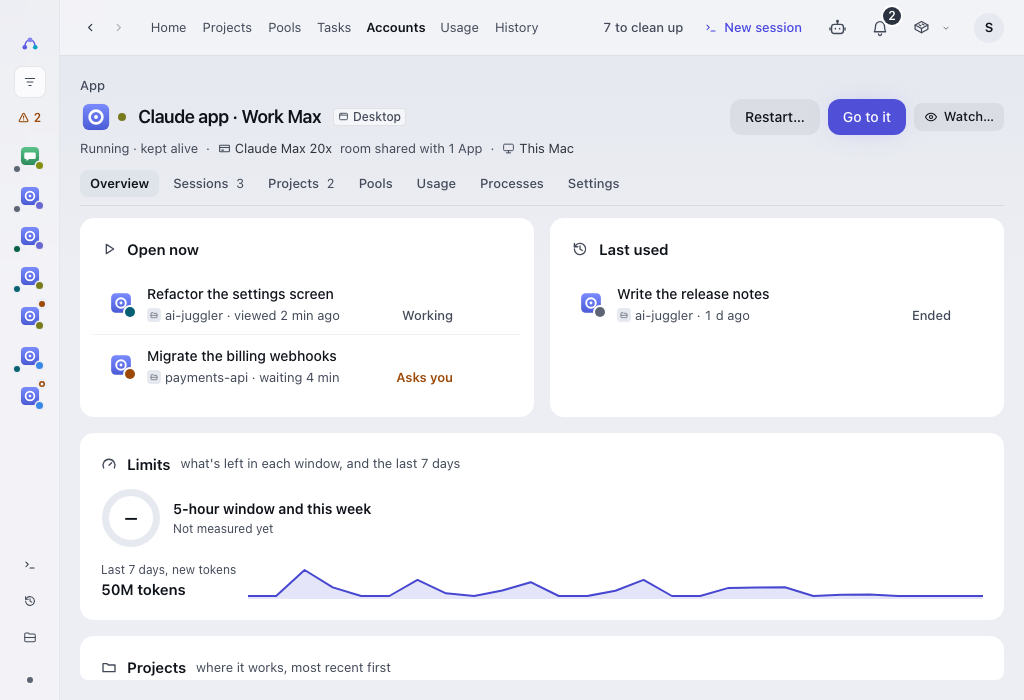 Home Projects Pools Tasks Accounts Usage History 7 to clean up New session 2 S
2
App
Claude app · Work Max Desktop Restart... Go to it Watch...
Running · kept alive · Claude Max 20x room shared with 1 App · This Mac
Overview Sessions 3 Projects 2 Pools Usage Processes Settings
Open now
Refactor the settings screen
ai-juggler · viewed 2 min ago Working
Migrate the billing webhooks
payments-api · waiting 4 min Asks you
Last used
Write the release notes
ai-juggler · 1 d ago Ended
Limits what's left in each window, and the last 7 days
5-hour window and this week
Not measured yet
Last 7 days, new tokens
50M tokens
Projects where it works, most recent first